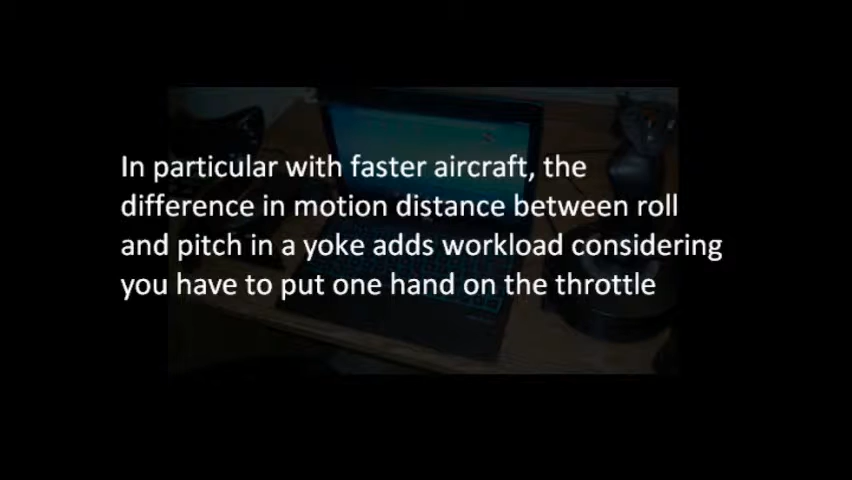 In particular with faster aircraft, the
difference in motion distance between roll
and pitch in a yoke adds workload considering
you have to put one hand on the throttle